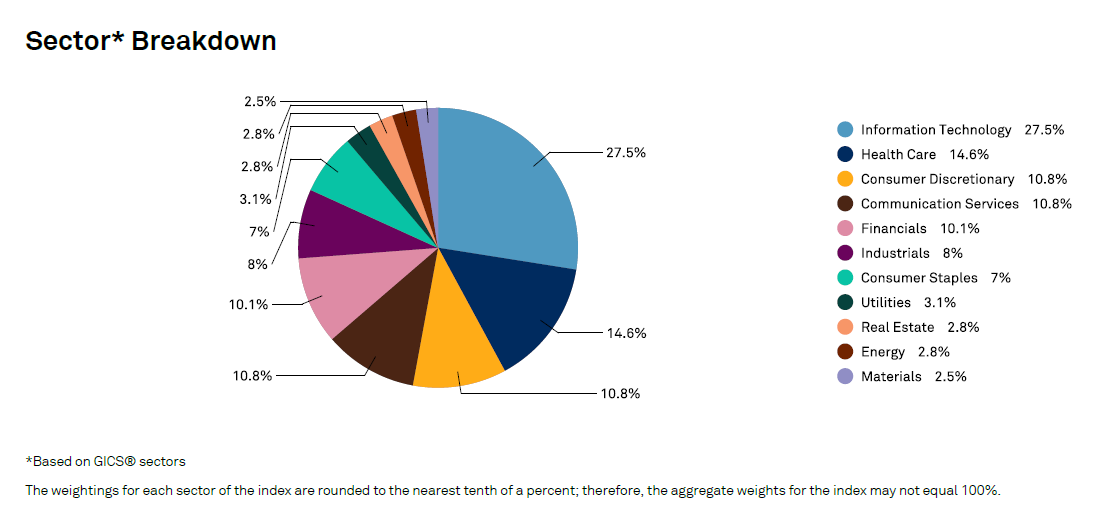 Sector* Breakdown
2.5%
2.8%
2.8%
3.1%
7%
8%
10.1%
10.8%
27.5%
14.6%
10.8%
Information Technology 27.5%
Health Care 14.6%
Consumer Discretionary 10.8%
Communication Services 10.8%
Financials 10.1%
Industrials 8%
Consumer Staples 7%
Utilities 3.1%
Real Estate 2.8%
Energy 2.8%
Materials 2.5%
*Based on GICS® sectors
The weightings for each sector of the index are rounded to the nearest tenth of a percent; therefore, the aggregate weights for the index may not equal 100%.